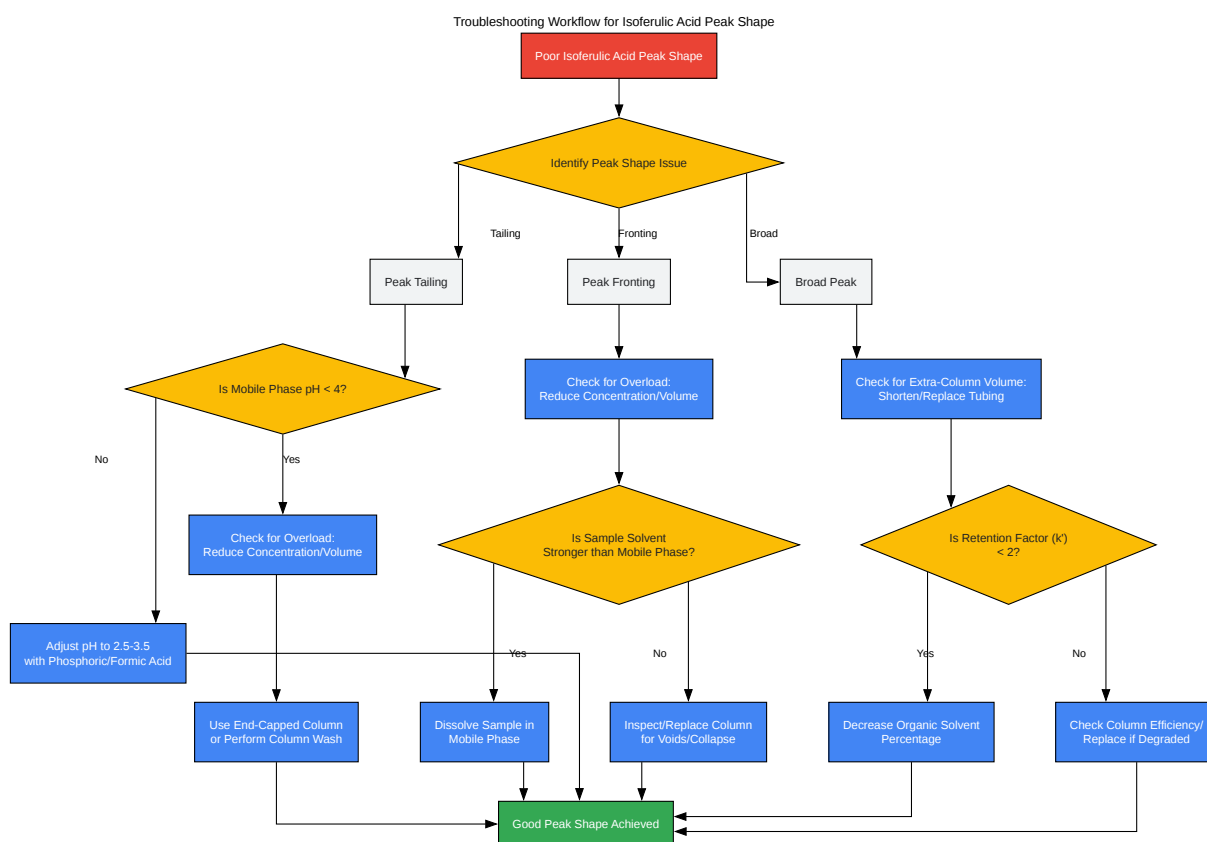 Troubleshooting Workflow for Isoferulic Acid Peak Shape
Poor Isoferulic Acid Peak Shape
Identify Peak Shape Issue
Tailing
Fronting
Broad
Peak Tailing
Peak Fronting
Broad Peak
Is Mobile Phase pH < 4?
Check for Overload:
Reduce Concentration/Volume
Check for Extra-Column Volume:
Shorten/Replace Tubing
No
Yes
Check for Overload:
Reduce Concentration/Volume
Is Sample Solvent
Stronger than Mobile Phase?
Is Retention Factor (k')
< 2?
Adjust pH to 2.5-3.5
with Phosphoric/Formic Acid
Yes
No
Yes
No
Use End-Capped Column
or Perform Column Wash
Dissolve Sample in
Mobile Phase
Inspect/Replace Column
for Voids/Collapse
Decrease Organic Solvent
Percentage
Check Column Efficiency/
Replace if Degraded
Good Peak Shape Achieved